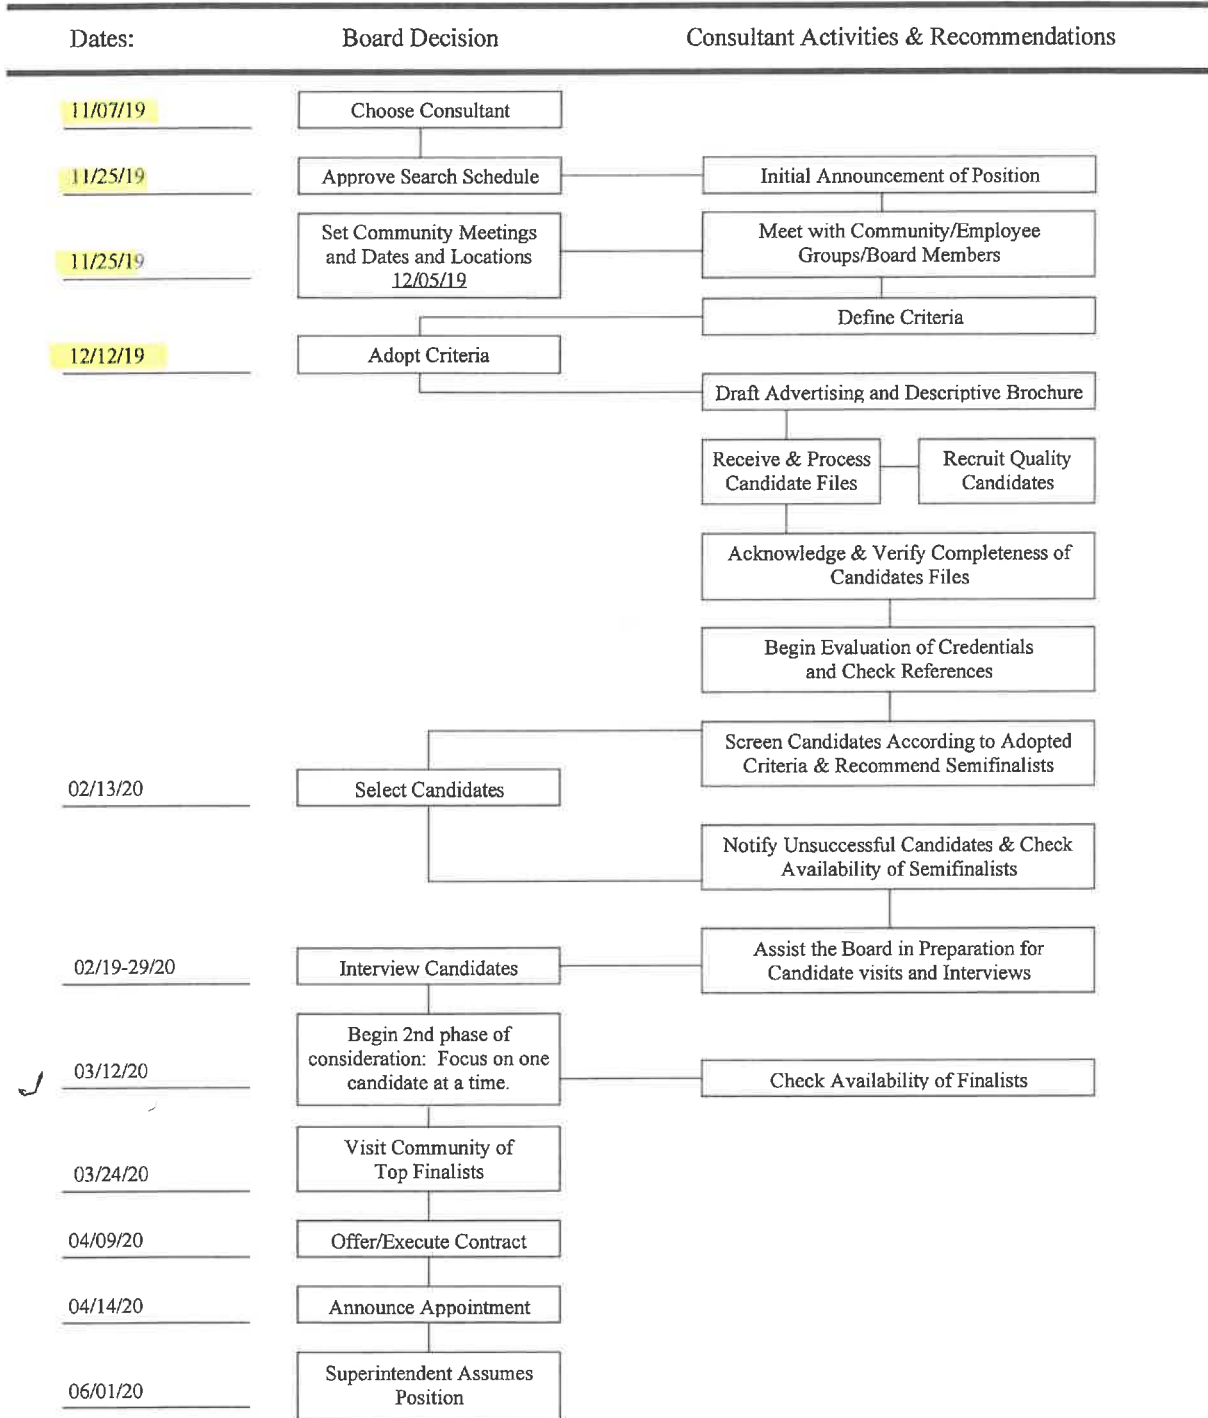 Dates: Board Decision Consultant Activities & Recommendations
11/07/19 Choose Consultant
11/25/19 Approve Search Schedule Initial Announcement of Position
Set Community Meetings
and Dates and Locations
12/05/19
11/25/19
Meet with Community/Employee
Groups/Board Members
Define Criteria
12/12/19 Adopt Criteria
Draft Advertising and Descriptive Brochure
Receive & Process
Candidate Files
Recruit Quality
Candidates
Acknowledge & Verify Completeness of
Candidates Files
Begin Evaluation of Credentials
and Check References
Screen Candidates According to Adopted
Criteria & Recommend Semifinalists
02/13/20 Select Candidates
Notify Unsuccessful Candidates & Check
Availability of Semifinalists
Assist the Board in Preparation for
Candidate visits and Interviews
02/19-29/20 Interview Candidates
Begin 2nd phase of
consideration: Focus on one
candidate at a time.
03/12/20
Check Availability of Finalists
Visit Community of
Top Finalists
03/24/20
04/09/20 Offer/Execute Contract
04/14/20 Announce Appointment
Superintendent Assumes
Position
06/01/20